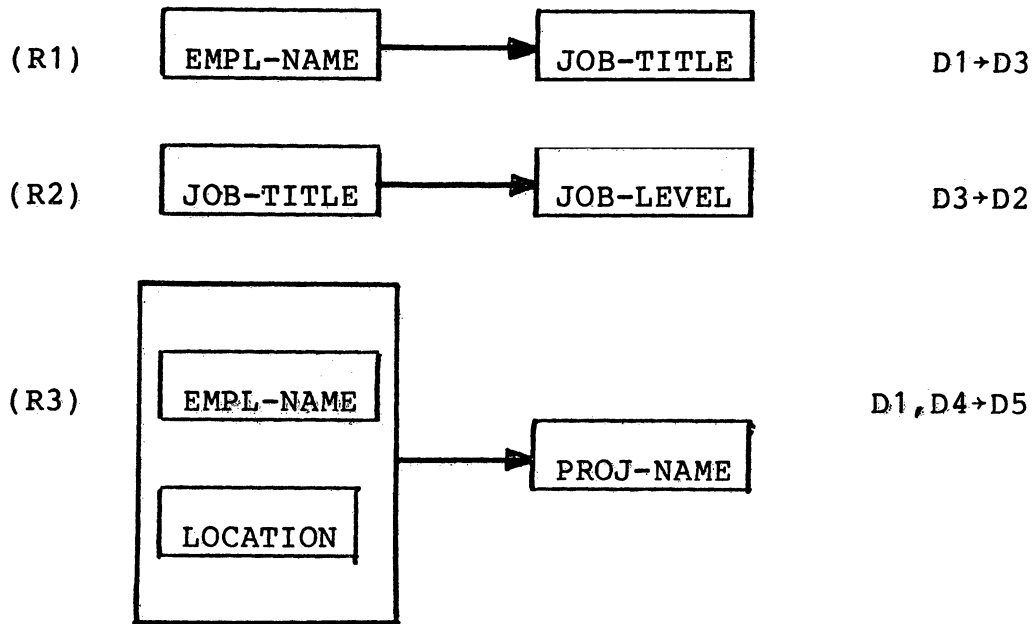 (R1) EMPL-NAME JOB-TITLE D1→D3
(R2) JOB-TITLE JOB-LEVEL D3→D2
(R3) EMPL-NAME D1,D4→D5
PROJ-NAME
LOCATION